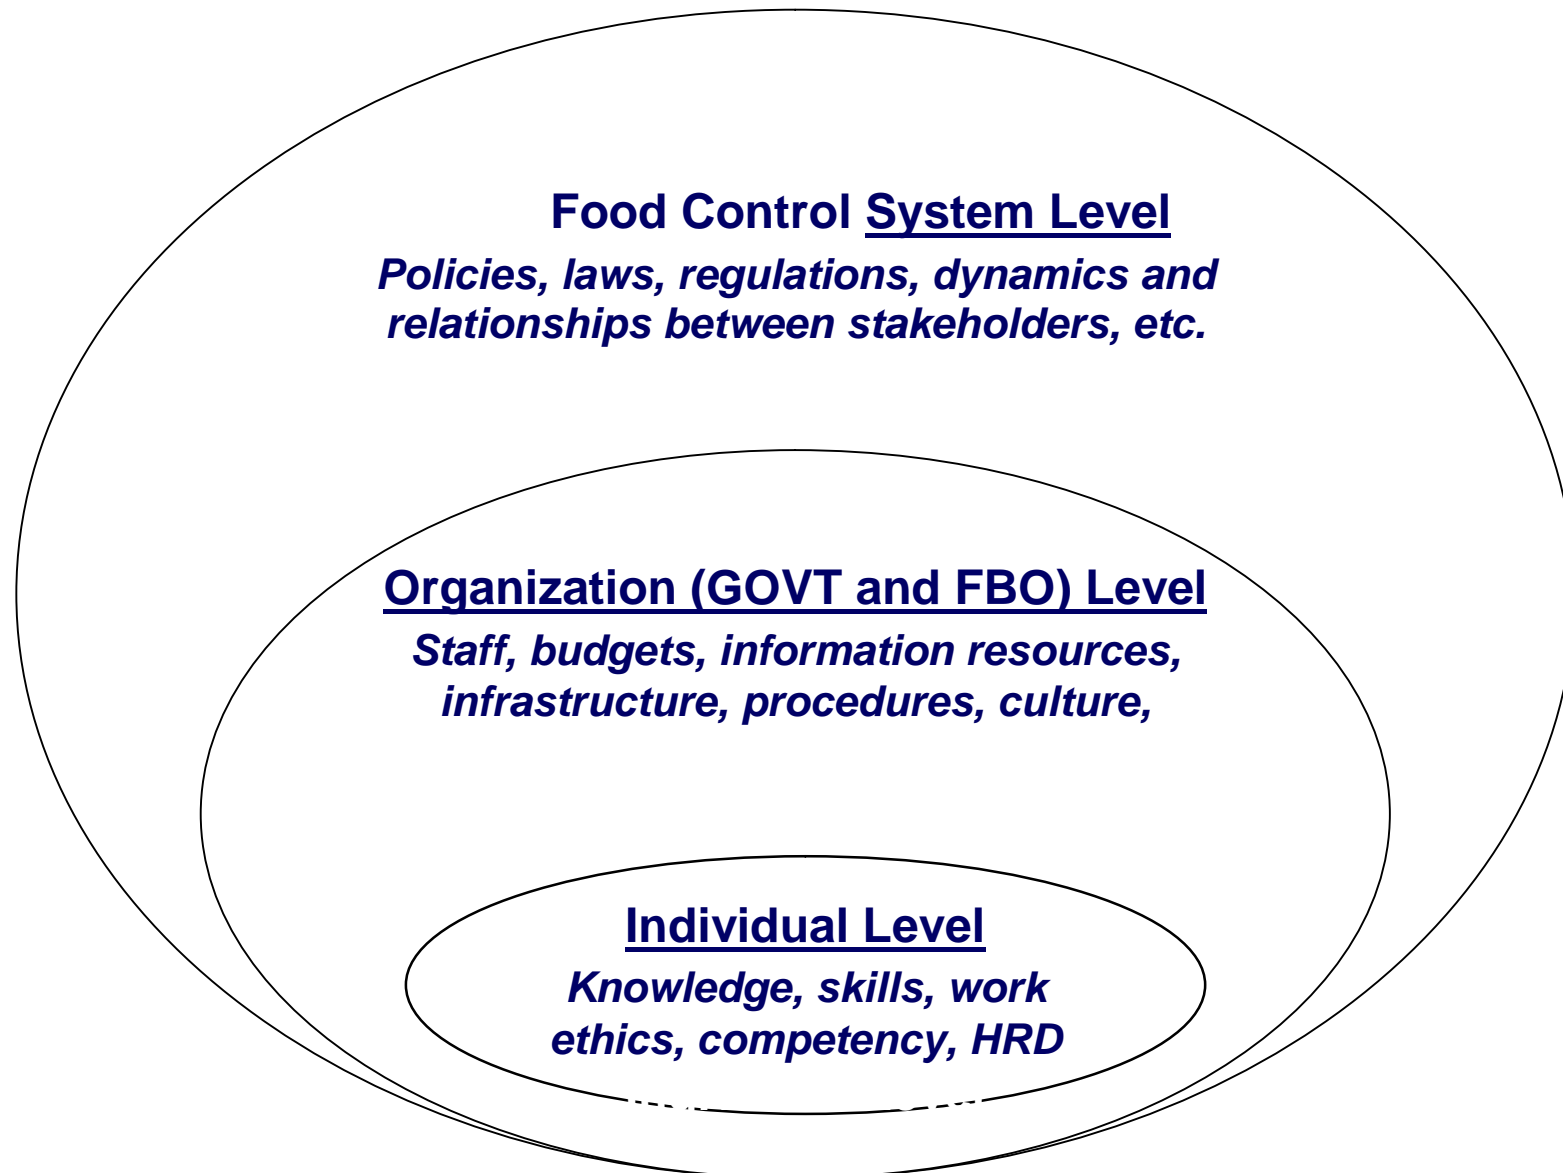 Food Control System Level
Policies, laws, regulations, dynamics and
relationships between stakeholders, etc.
Organization (GOVT and FBO) Level
Staff, budgets, information resources,
infrastructure, procedures, culture,
Individual Level
Knowledge, skills, work
ethics, competency, HRD